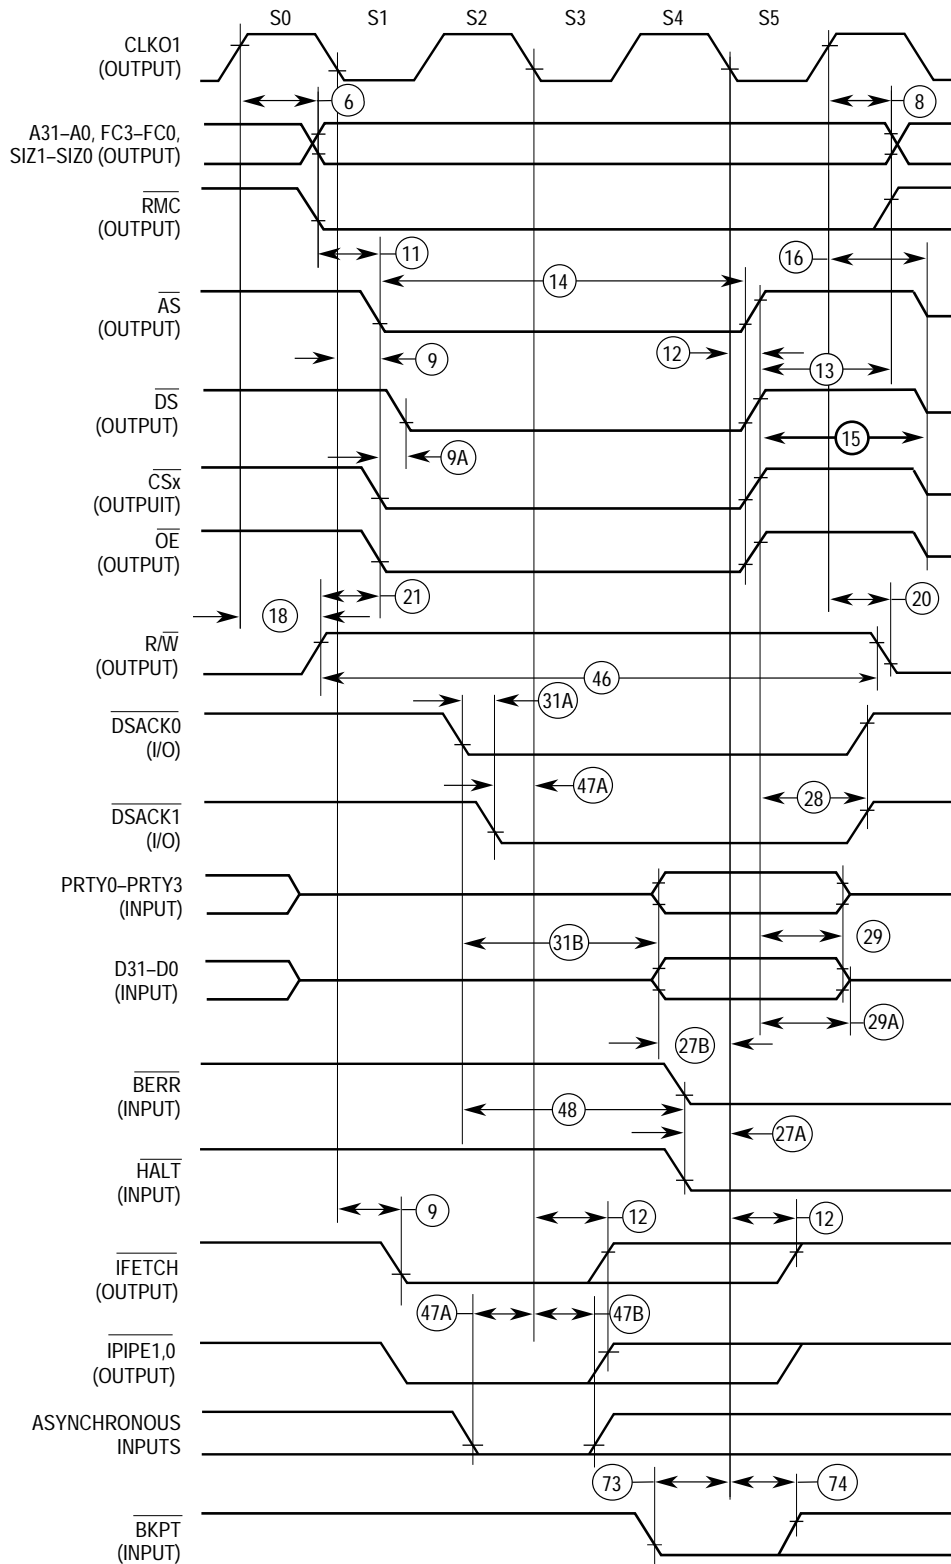 S0 S1 S2 S3 S4 S5
CLKO1
(OUTPUT)
6 8
A31–A0, FC3–FC0,
SIZ1–SIZ0 (OUTPUT)
RMC
(OUTPUT)
11 16
14
AS
(OUTPUT)
9 12 13
DS
(OUTPUT)
15
9A
CSx
(OUTPUIT)
OE
(OUTPUT)
21 20
18
R/W
(OUTPUT)
46
31A
DSACK0
(I/O)
47A 28
DSACK1
(I/O)
PRTY0–PRTY3
(INPUT)
31B 29
D31–D0
(INPUT)
29A
27B
BERR
(INPUT)
48
27A
HALT
(INPUT)
9 12 12
IFETCH
(OUTPUT)
47A 47B
IPIPE1,0
(OUTPUT)
ASYNCHRONOUS
INPUTS
73 74
BKPT
(INPUT)